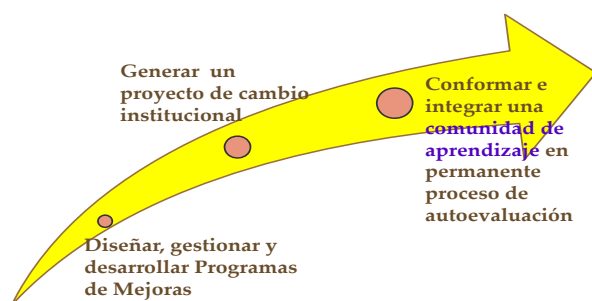 Generar un
proyecto de cambio
institucional
Conformar e
integrar una
comunidad de
aprendizaje en
permanente
proceso de
autoevaluación
Diseñar, gestionar y
desarrollar Programas
de Mejoras